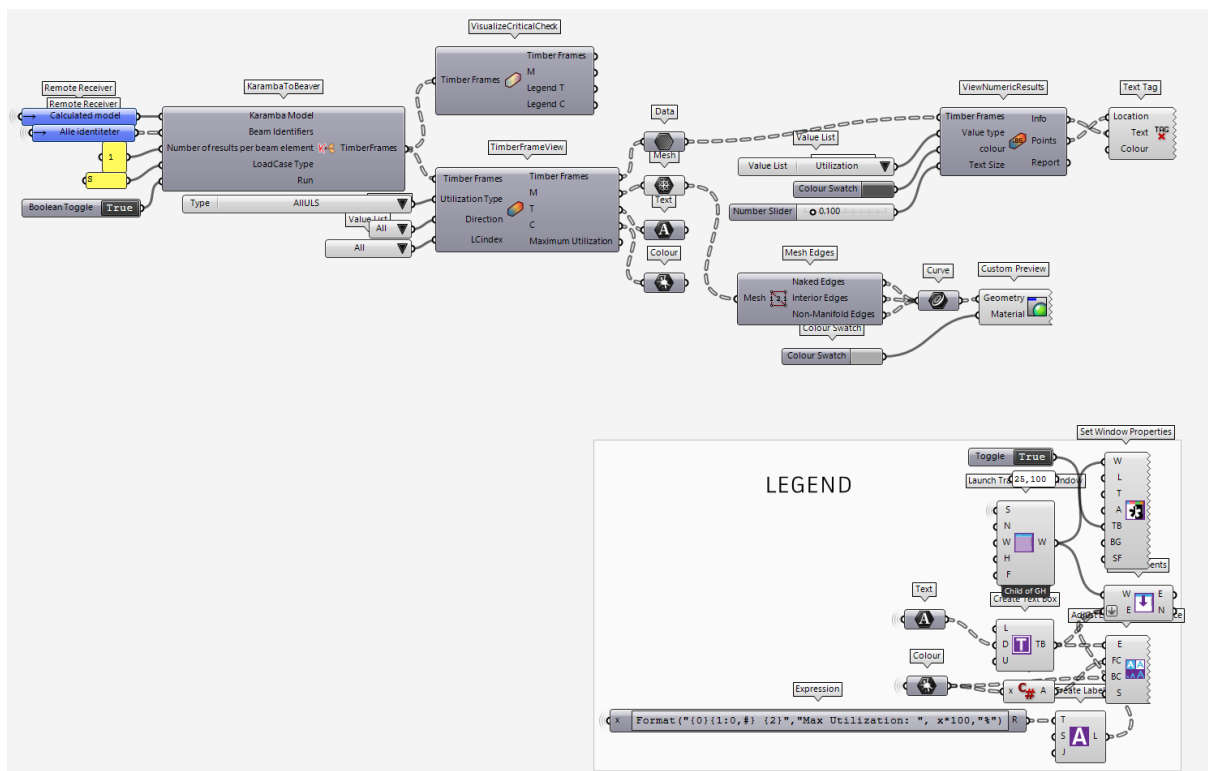 VisualizeCriticalCheck
Timber Frames
Timber Frames
M
Legend T
Legend C
Remote Receiver
Remote Receiver
Calculated model
Alle identiteter
1
S
Boolean Toggle True
KarambaToBeaver
Karamba Model
Beam Identifiers
Number of results per beam element TimberFrames
LoadCase Type
Run
Type AllULS
Value List
All
All
TimberFrameView
Timber Frames Timber Frames
Utilization Type M
Direction T
LCindex C
Maximum Utilization
Data
Mesh
Text
A
Colour
Value List
Value List Utilization
Colour Swatch
Number Slider 0.100
ViewNumericResults
Timber Frames Info
Value type Points
colour Report
Text Size
Text Tag
Location
Text TAG
Colour
Mesh Edges
Mesh Naked Edges
Interior Edges
Non-Manifold Edges
Colour Swatch
Colour Swatch
Curve
Custom Preview
Geometry
Material
LEGEND
Set Window Properties
Toggle True
25,100
W
L
T
A
TB
BG
SF
S
N
W W
H
F
Child of GH
Create Text Box
W E
E N
Text
A
L
D T TB
U
Colour
x C# A
E
FC
BC
S
Expression
x Format("{0}{1:0,#} {2}","Max Utilization: ", x*100,"%") R
T
S A L
J